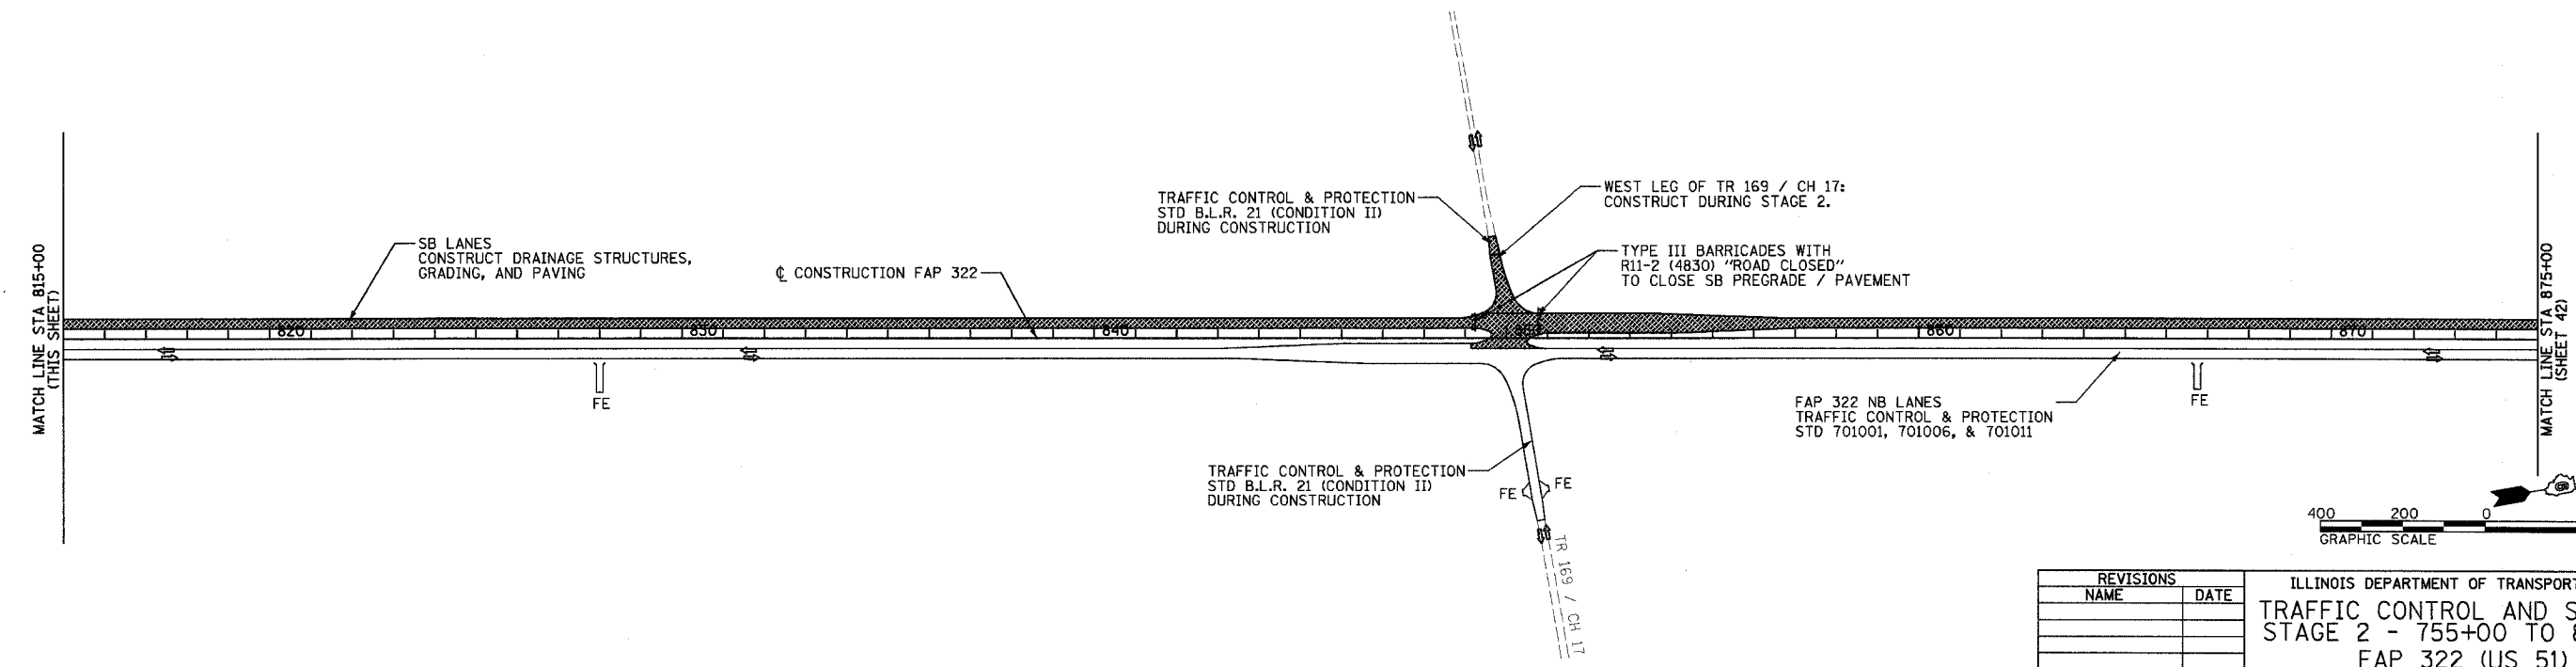 TRAFFIC CONTROL & PROTECTION
STD B.L.R. 21 (CONDITION II)
DURING CONSTRUCTION
WEST LEG OF TR 169 / CH 17:
CONSTRUCT DURING STAGE 2.
SB LANES
CONSTRUCT DRAINAGE STRUCTURES,
GRADING, AND PAVING
℄ CONSTRUCTION FAP 322
TYPE III BARRICADES WITH
R11-2 (4830) "ROAD CLOSED"
TO CLOSE SB PREGRADE / PAVEMENT
MATCH LINE STA 815+00
(THIS SHEET)
820
830
840
850
860
870
MATCH LINE STA 875+00
(SHEET 42)
FE
FE
FAP 322 NB LANES
TRAFFIC CONTROL & PROTECTION
STD 701001, 701006, & 701011
TRAFFIC CONTROL & PROTECTION
STD B.L.R. 21 (CONDITION II)
DURING CONSTRUCTION
FE
FE
TR 169 / CH 17
400 200 0
GRAPHIC SCALE
REVISIONS
NAME DATE
ILLINOIS DEPARTMENT OF TRANSPORT
TRAFFIC CONTROL AND S
STAGE 2 - 755+00 TO 8
FAP 322 (US 51)